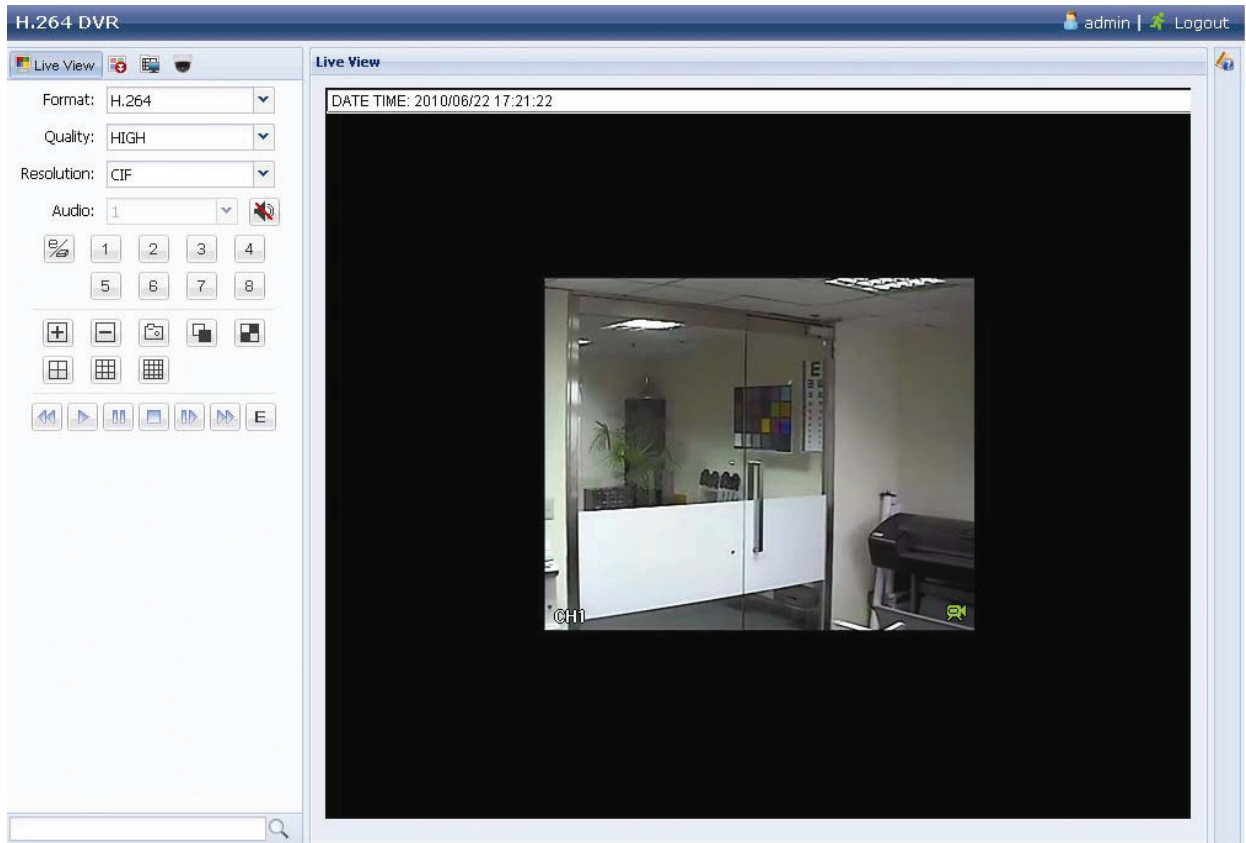 H.264 DVR
admin | Logout
Live View
Format: H.264
Quality: HIGH
Resolution: CIF
Audio: 1
1 2 3 4
5 6 7 8
E
Live View
DATE TIME: 2010/06/22 17:21:22
E
CH1